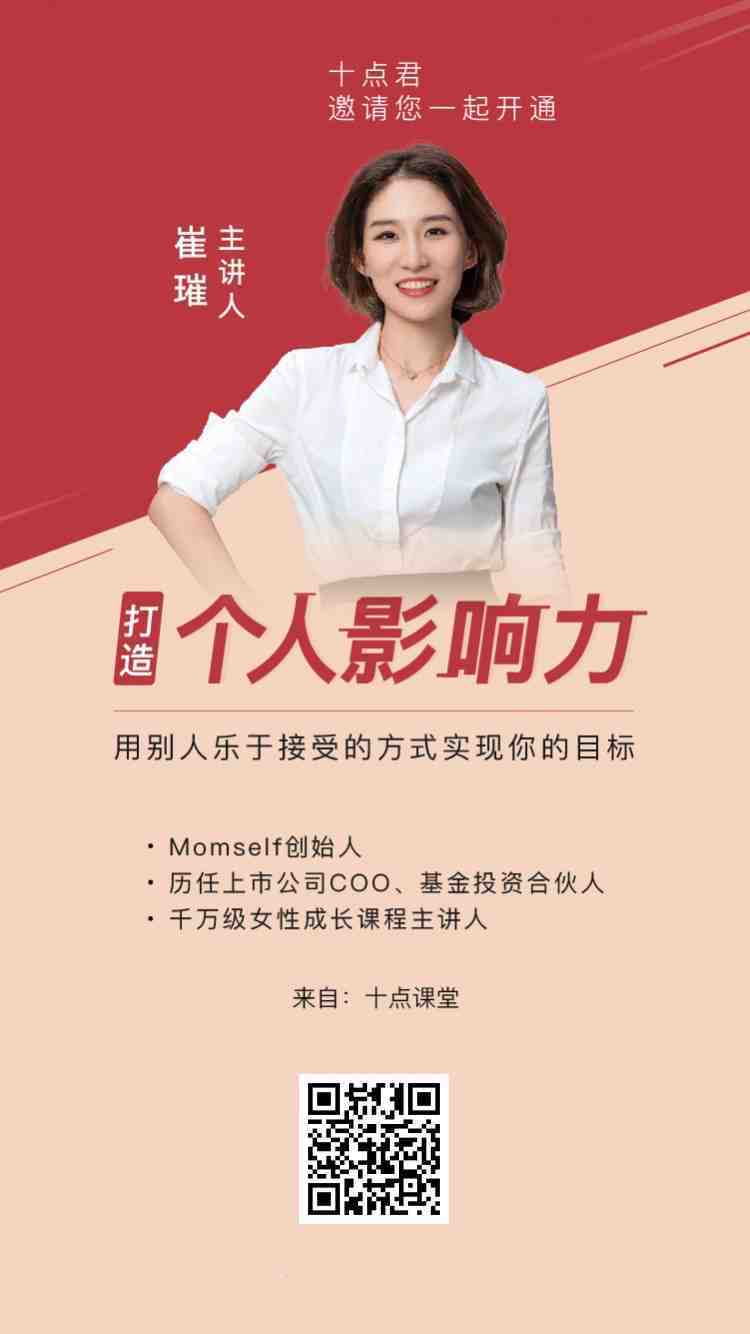 十点君
邀请您一起开通
主讲人
崔璀
打造
个人影响力
用别人乐于接受的方式实现你的目标
• Momself创始人
• 历任上市公司COO、基金投资合伙人
• 千万级女性成长课程主讲人
来自：十点课堂